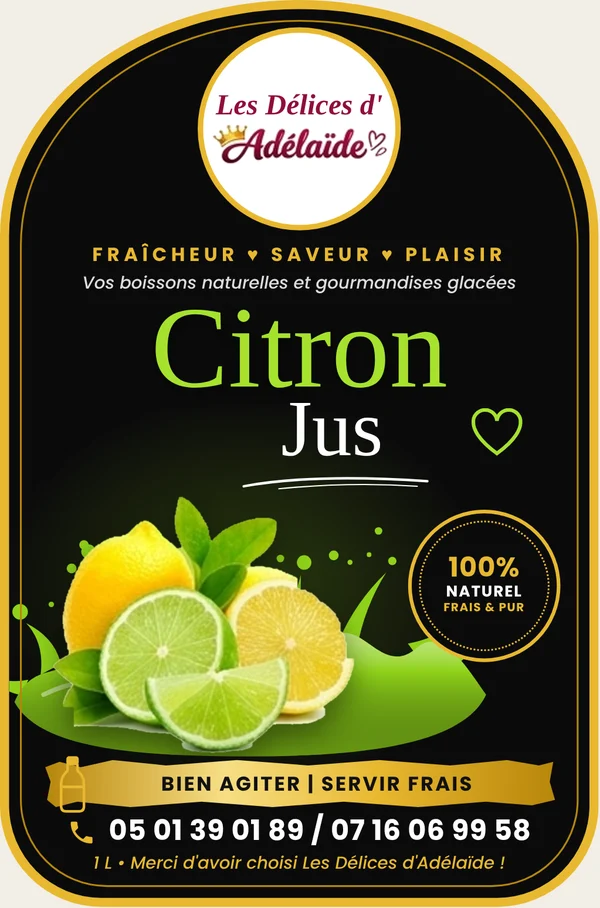 Les Délices d'
Adélaïde
FRAÎCHEUR ♥ SAVEUR ♥ PLAISIR
Vos boissons naturelles et gourmandises glacées
Citron
Jus
100%
NATUREL
FRAIS & PUR
BIEN AGITER | SERVIR FRAIS
05 01 39 01 89 / 07 16 06 99 58
1 L • Merci d'avoir choisi Les Délices d'Adélaïde !